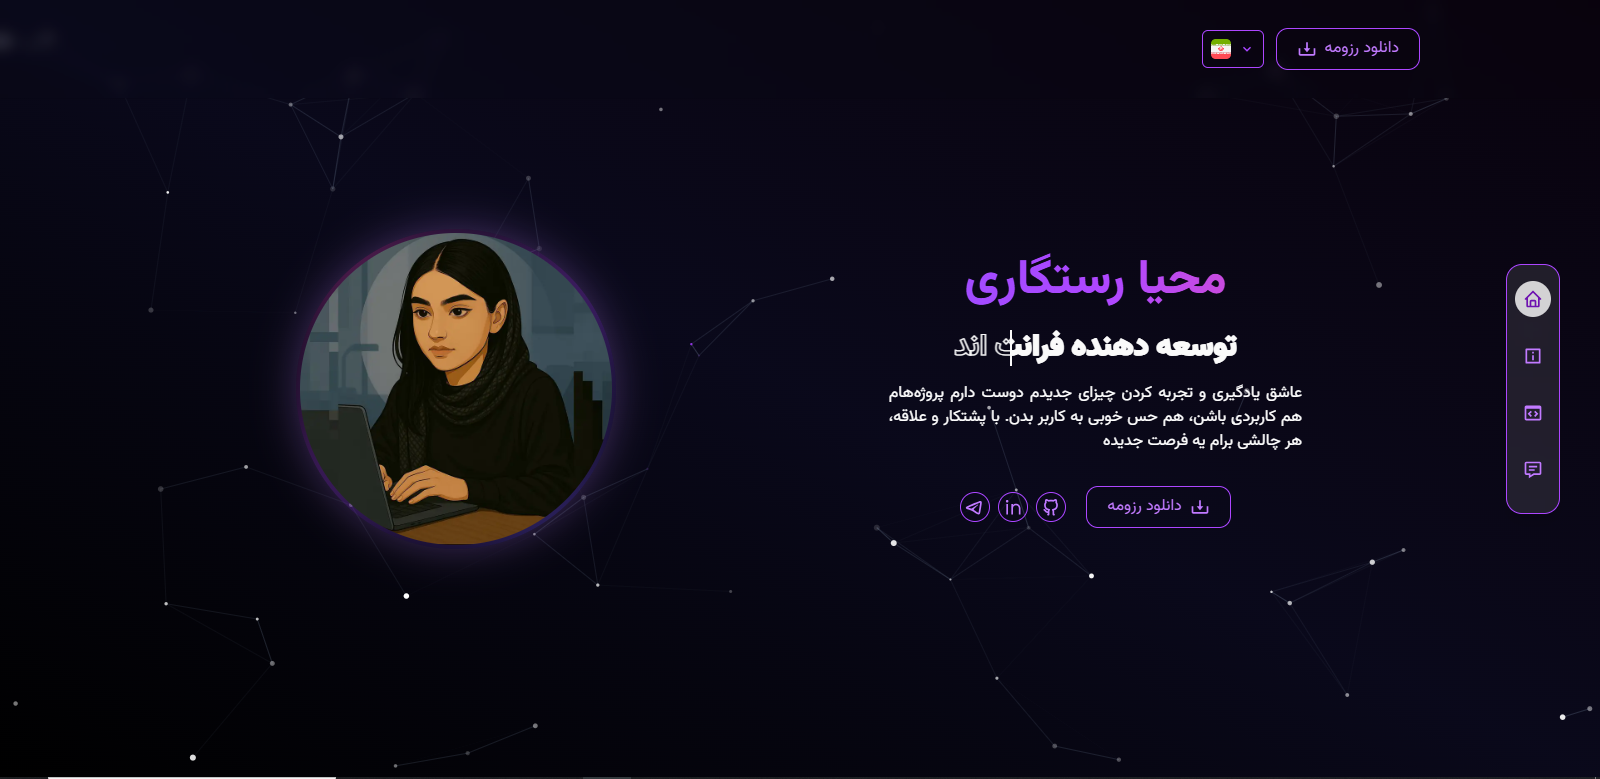 دانلود رزومه
محیا رستگاری
توسعه دهنده فرانت اند
عاشق یادگیری و تجربه کردن چیزای جدیدم دوست دارم پروژه‌هام
هم کاربردی باشن، هم حس خوبی به کاربر بدن. با پشتکار و علاقه،
هر چالشی برام یه فرصت جدیده
دانلود رزومه
in